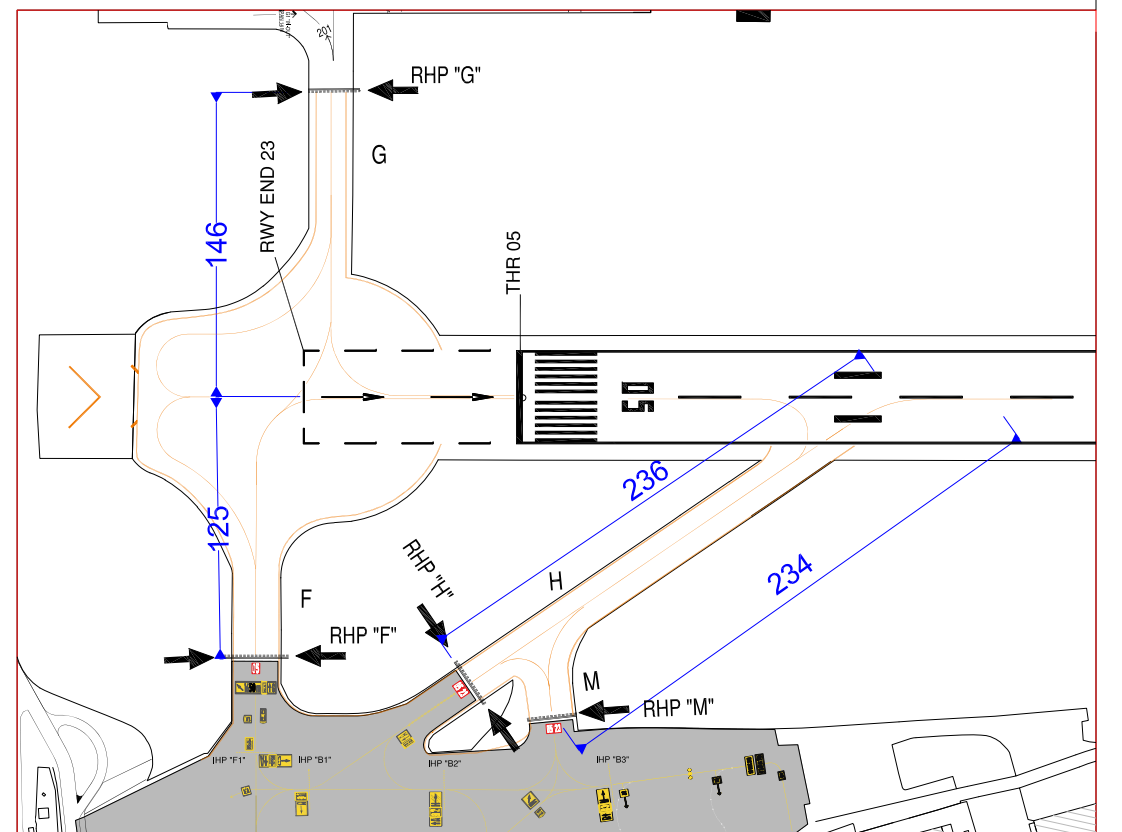 201
RHP "G"
G
RWY END 23
146
THR 05
05
236
125
234
RHP "H"
H
F
RHP "F"
M
RHP "M"
IHP "F1"
IHP "B1"
IHP "B2"
IHP "B3"